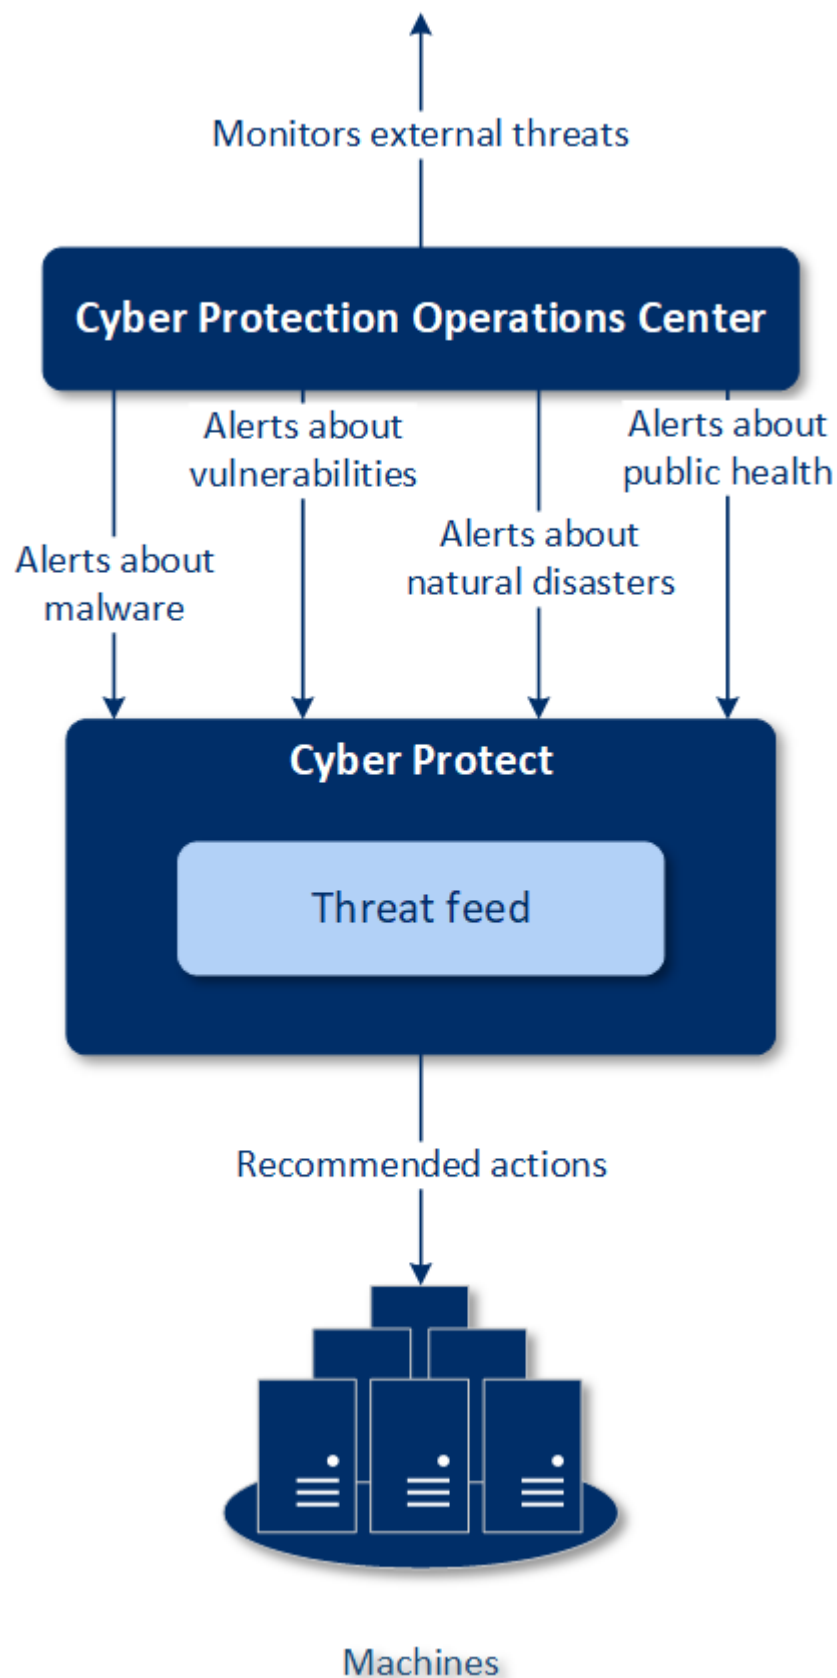 Monitors external threats
Cyber Protection Operations Center
Alerts about
vulnerabilities
Alerts about
public health
Alerts about
malware
Alerts about
natural disasters
Cyber Protect
Threat feed
Recommended actions
Machines